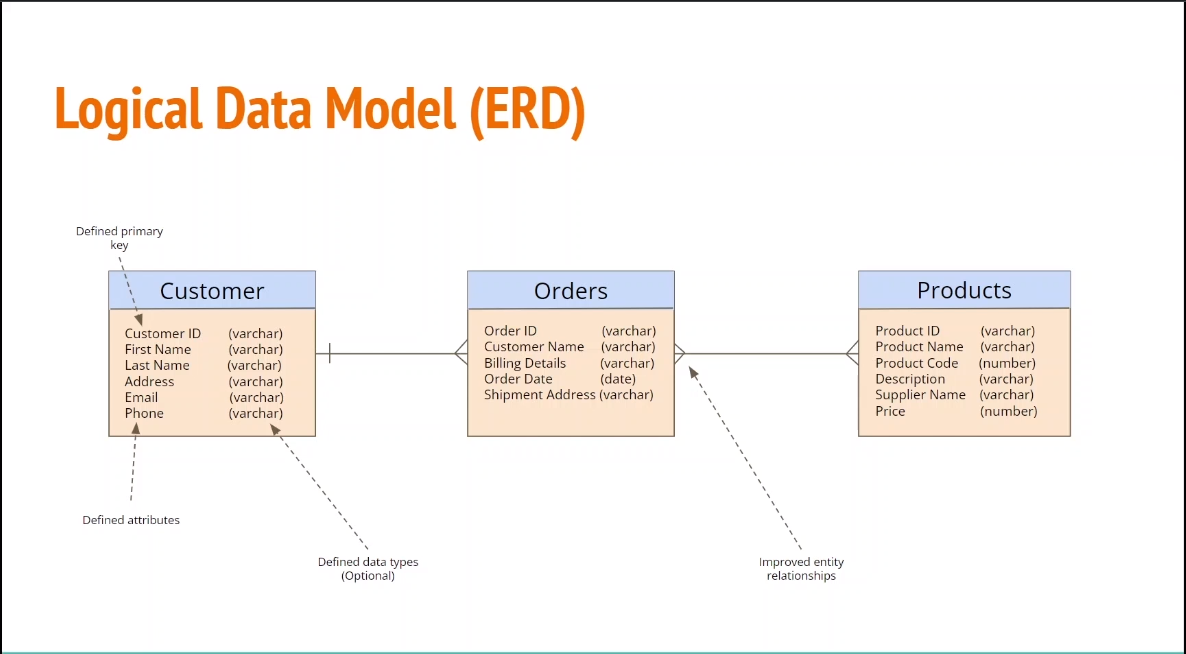 Logical Data Model (ERD)
Defined primary
key
Customer
Customer ID (varchar)
First Name (varchar)
Last Name (varchar)
Address (varchar)
Email (varchar)
Phone (varchar)
Orders
Order ID (varchar)
Customer Name (varchar)
Billing Details (varchar)
Order Date (date)
Shipment Address (varchar)
Products
Product ID (varchar)
Product Name (varchar)
Product Code (number)
Description (varchar)
Supplier Name (varchar)
Price (number)
Defined attributes
Defined data types
(Optional)
Improved entity
relationships